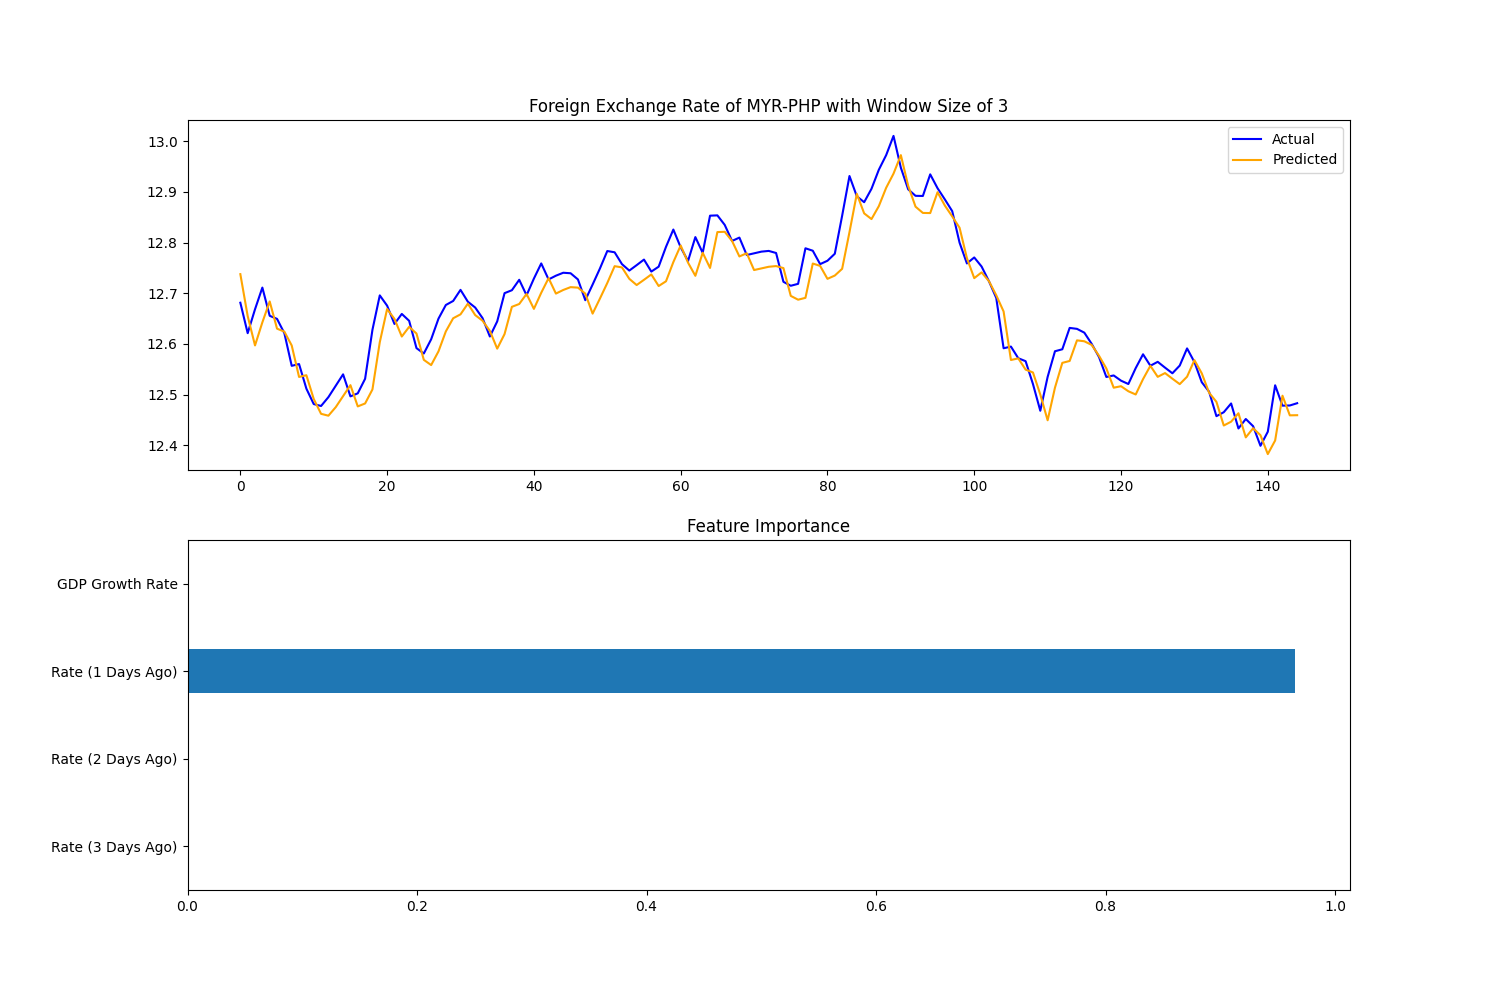 Foreign Exchange Rate of MYR-PHP with Window Size of 3
13.0
12.9
12.8
12.7
12.6
12.5
12.4
Actual
Predicted
0 20 40 60 80 100 120 140
Feature Importance
GDP Growth Rate
Rate (1 Days Ago)
Rate (2 Days Ago)
Rate (3 Days Ago)
0.0 0.2 0.4 0.6 0.8 1.0